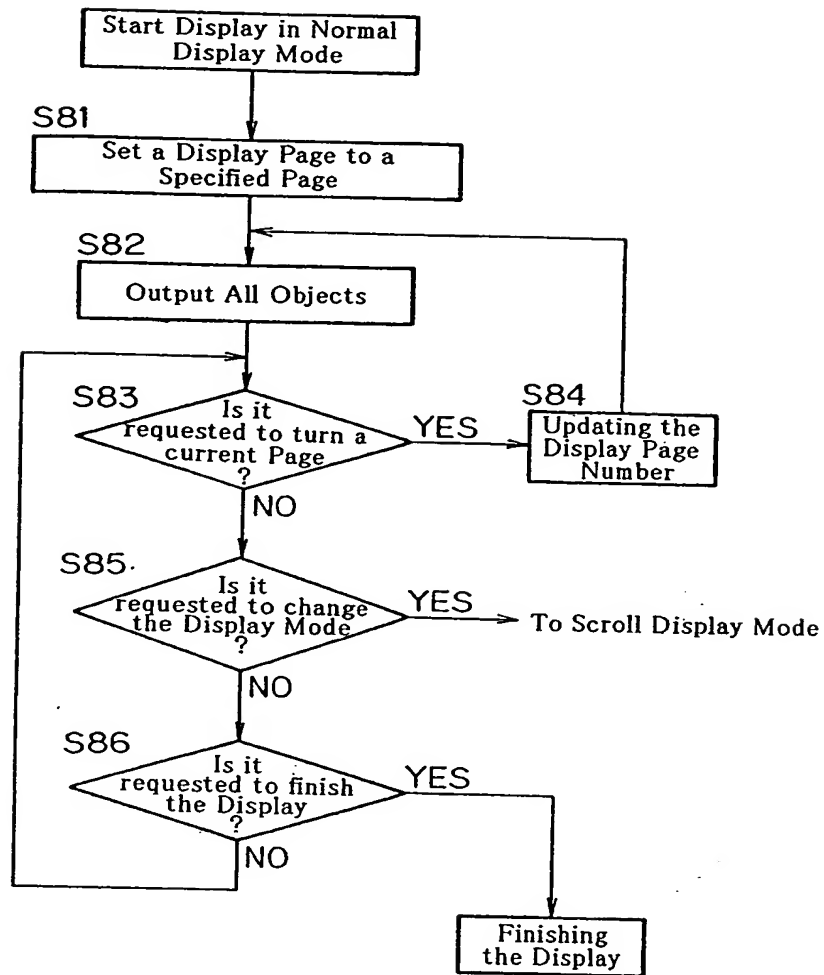 Start Display in Normal
Display Mode
S81
Set a Display Page to a
Specified Page
S82
Output All Objects
S83
Is it
requested to turn a
current Page
?
YES
S84
Updating the
Display Page
Number
NO
S85
Is it
requested to change
the Display Mode
?
YES
To Scroll Display Mode
NO
S86
Is it
requested to finish
the Display
?
YES
NO
Finishing
the Display